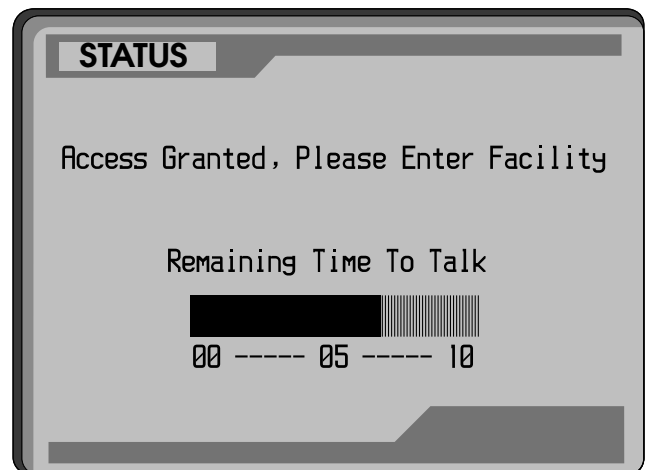 STATUS
Access Granted, Please Enter Facility
Remaining Time To Talk
00 ----- 05 ----- 10